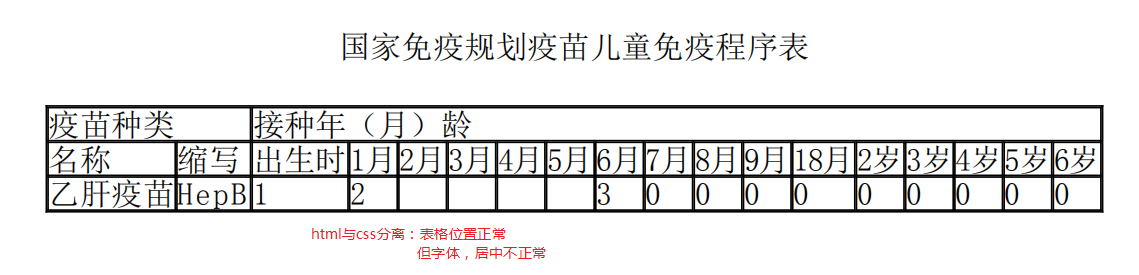 国家免疫规划疫苗儿童免疫程序表
疫苗种类 接种年（月）龄
名称 缩写 出生时 1月 2月 3月 4月 5月 6月 7月 8月 9月 18月 2岁 3岁 4岁 5岁 6岁
乙肝疫苗 HepB 1 2 3 0 0 0 0 0 0 0 0 0
html与css分离：表格位置正常
但字体，居中不正常